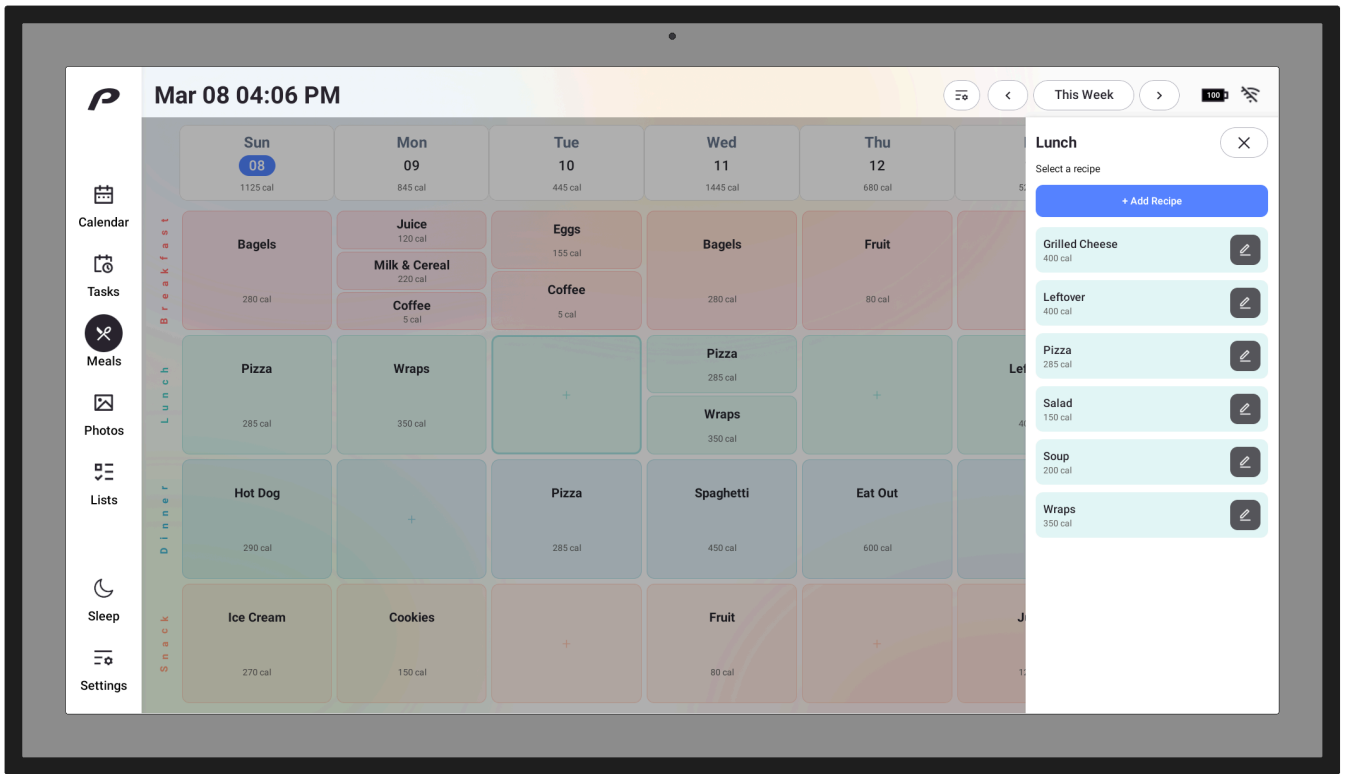 Mar 08 04:06 PM
This Week
100
Calendar
Tasks
Meals
Photos
Lists
Sleep
Settings
Sun
08
1125 cal
Mon
09
845 cal
Tue
10
445 cal
Wed
11
1445 cal
Thu
12
680 cal
Breakfast
Bagels
280 cal
Juice
120 cal
Milk & Cereal
220 cal
Coffee
5 cal
Eggs
155 cal
Coffee
5 cal
Bagels
280 cal
Fruit
80 cal
Lunch
Pizza
285 cal
Wraps
350 cal
+
Pizza
285 cal
Wraps
350 cal
+
Dinner
Hot Dog
290 cal
+
Pizza
285 cal
Spaghetti
450 cal
Eat Out
600 cal
Snack
Ice Cream
270 cal
Cookies
150 cal
+
Fruit
80 cal
+
Lunch
Select a recipe
+ Add Recipe
Grilled Cheese
400 cal
Leftover
400 cal
Pizza
285 cal
Salad
150 cal
Soup
200 cal
Wraps
350 cal